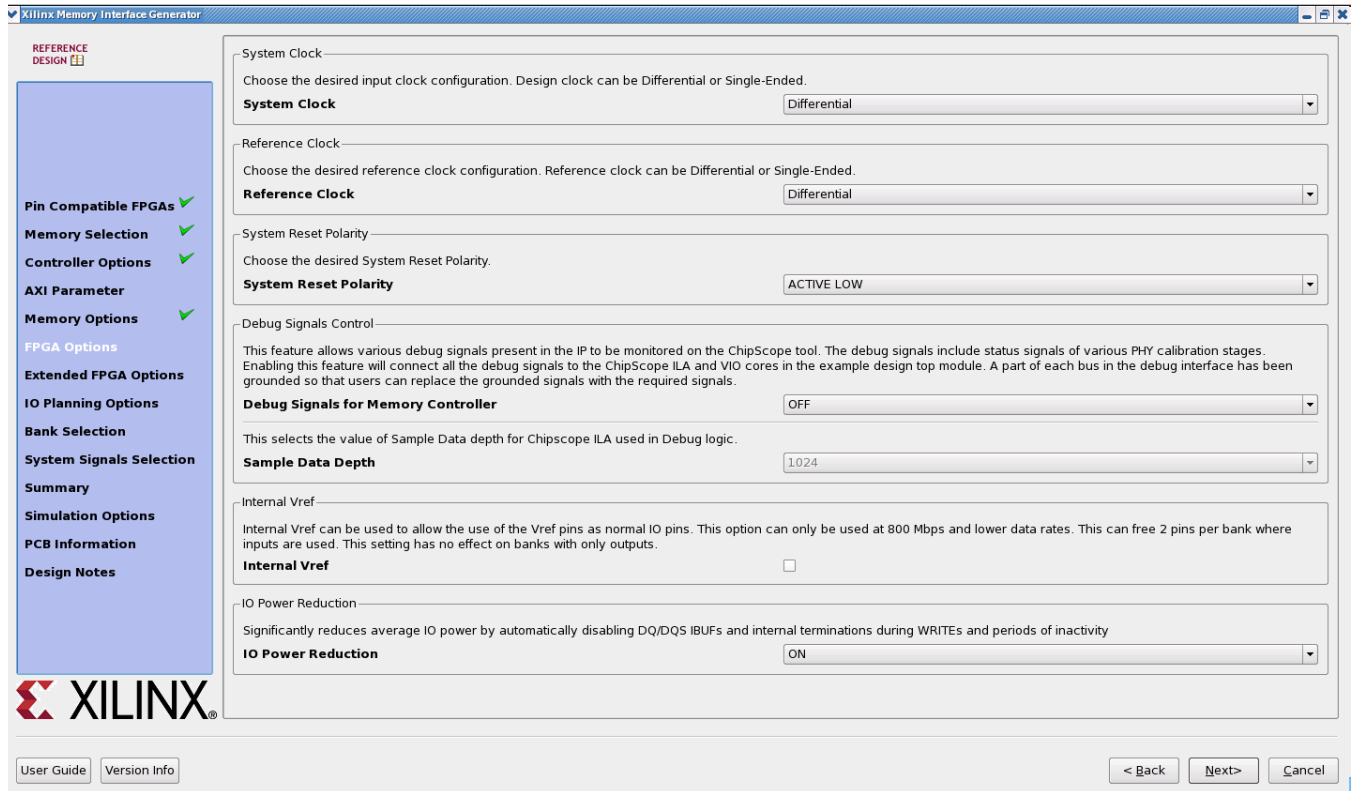 Xilinx Memory Interface Generator
REFERENCE
DESIGN
Pin Compatible FPGAs
Memory Selection
Controller Options
AXI Parameter
Memory Options
FPGA Options
Extended FPGA Options
IO Planning Options
Bank Selection
System Signals Selection
Summary
Simulation Options
PCB Information
Design Notes
XILINX®
System Clock
Choose the desired input clock configuration. Design clock can be Differential or Single-Ended.
System Clock Differential
Reference Clock
Choose the desired reference clock configuration. Reference clock can be Differential or Single-Ended.
Reference Clock Differential
System Reset Polarity
Choose the desired System Reset Polarity.
System Reset Polarity ACTIVE LOW
Debug Signals Control
This feature allows various debug signals present in the IP to be monitored on the ChipScope tool. The debug signals include status signals of various PHY calibration stages.
Enabling this feature will connect all the debug signals to the ChipScope ILA and VIO cores in the example design top module. A part of each bus in the debug interface has been
grounded so that users can replace the grounded signals with the required signals.
Debug Signals for Memory Controller OFF
This selects the value of Sample Data depth for Chipscope ILA used in Debug logic.
Sample Data Depth 1024
Internal Vref
Internal Vref can be used to allow the use of the Vref pins as normal IO pins. This option can only be used at 800 Mbps and lower data rates. This can free 2 pins per bank where
inputs are used. This setting has no effect on banks with only outputs.
Internal Vref
IO Power Reduction
Significantly reduces average IO power by automatically disabling DQ/DQS IBUFs and internal terminations during WRITEs and periods of inactivity
IO Power Reduction ON
User Guide Version Info < Back Next> Cancel